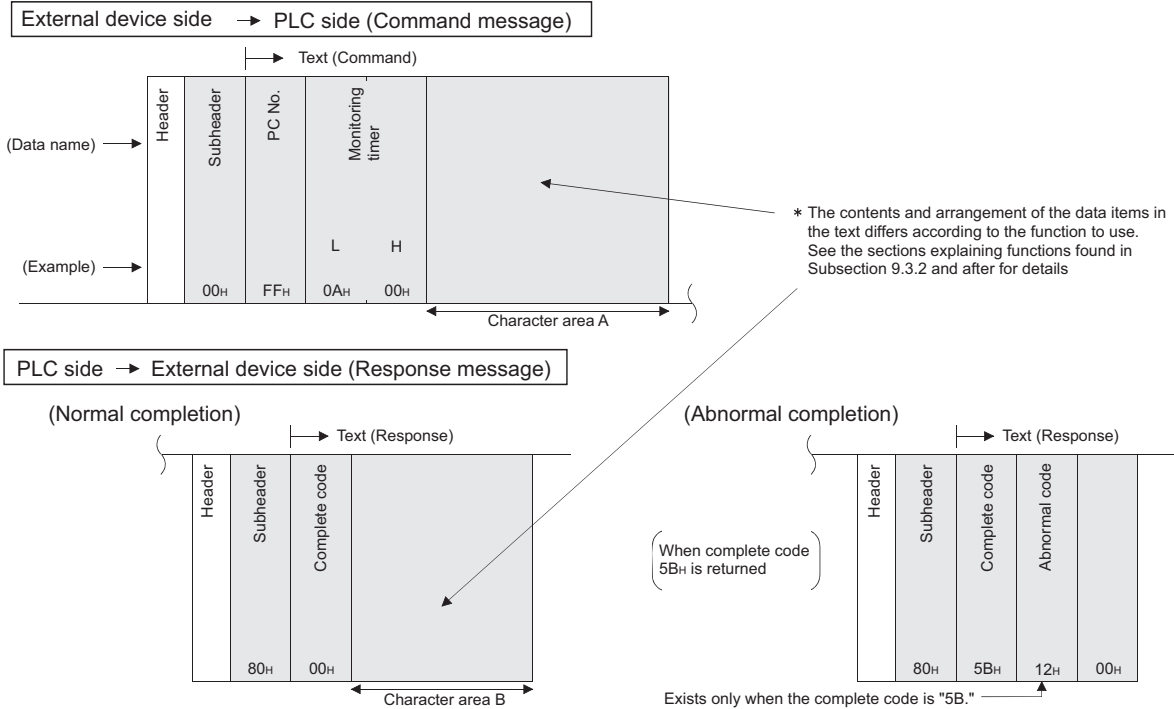 External device side → PLC side (Command message)
Text (Command)
(Data name)
Header
Subheader
PC No.
Monitoring
timer
(Example)
L H
00H FFH 0AH 00H
Character area A
* The contents and arrangement of the data items in
the text differs according to the function to use.
See the sections explaining functions found in
Subsection 9.3.2 and after for details
PLC side → External device side (Response message)
(Normal completion)
Text (Response)
Header
Subheader
Complete code
80H 00H
Character area B
(Abnormal completion)
Text (Response)
When complete code
5BH is returned
Header
Subheader
Complete code
Abnormal code
80H 5BH 12H 00H
Exists only when the complete code is "5B."